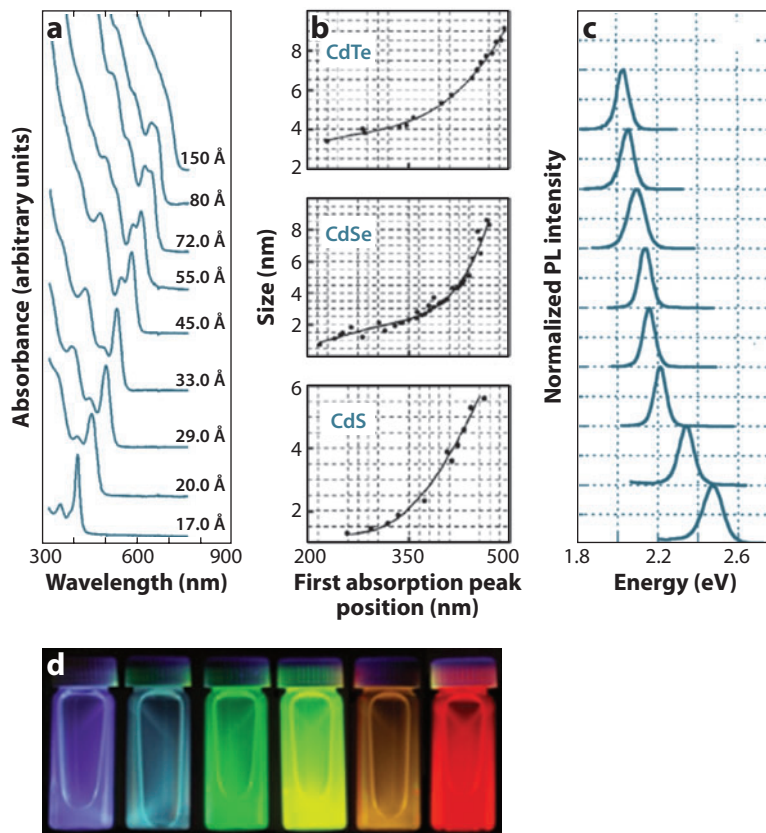 a
Absorbance (arbitrary units)
150 Å
80 Å
72.0 Å
55.0 Å
45.0 Å
33.0 Å
29.0 Å
20.0 Å
17.0 Å
300
600
900
Wavelength (nm)
b
Size (nm)
CdTe
8
6
4
2
CdSe
8
6
4
2
CdS
6
4
2
200
350
500
First absorption peak
position (nm)
c
Normalized PL intensity
1.8
2.2
2.6
Energy (eV)
d